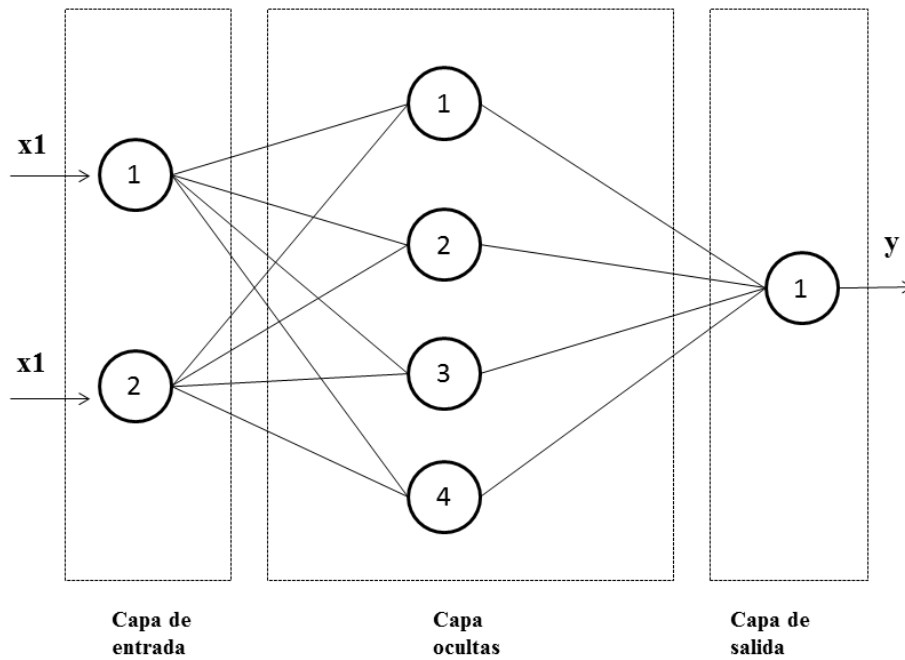 x1
1
x1
2
1
2
3
4
1
y
Capa de
entrada
Capa
ocultas
Capa de
salida